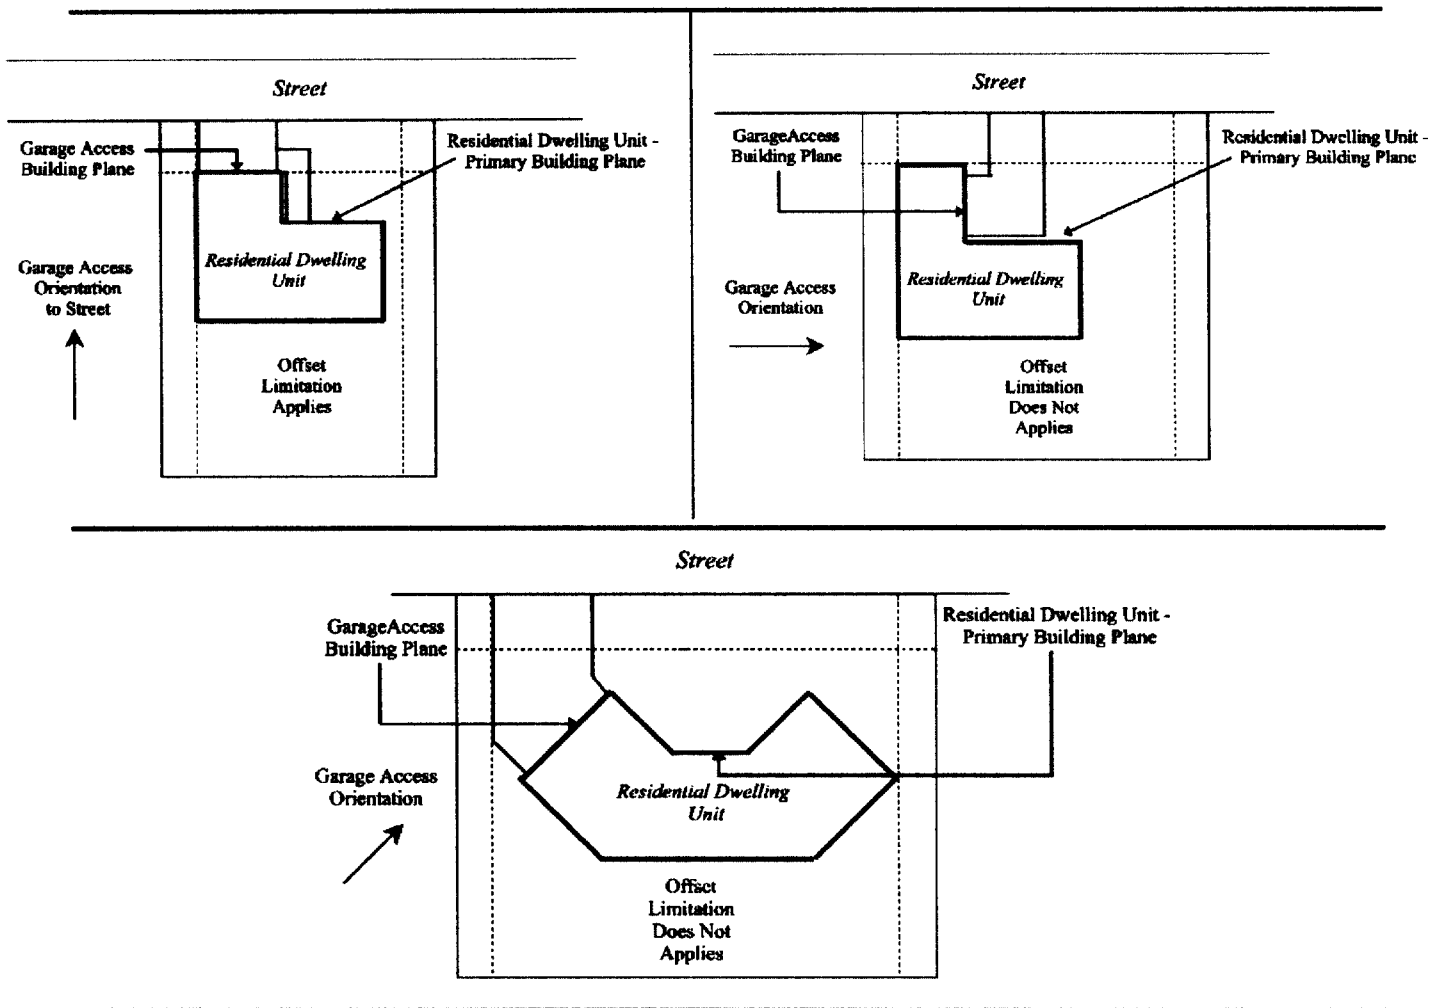 Street
Garage Access
Building Plane
Residential Dwelling Unit -
Primary Building Plane
Residential Dwelling
Unit
Garage Access
Orientation
to Street
Offset
Limitation
Applies
Street
GarageAccess
Building Plane
Residential Dwelling Unit -
Primary Building Plane
Residential Dwelling
Unit
Garage Access
Orientation
Offset
Limitation
Does Not
Applies
Street
GarageAccess
Building Plane
Residential Dwelling Unit -
Primary Building Plane
Garage Access
Orientation
Residential Dwelling
Unit
Offset
Limitation
Does Not
Applies